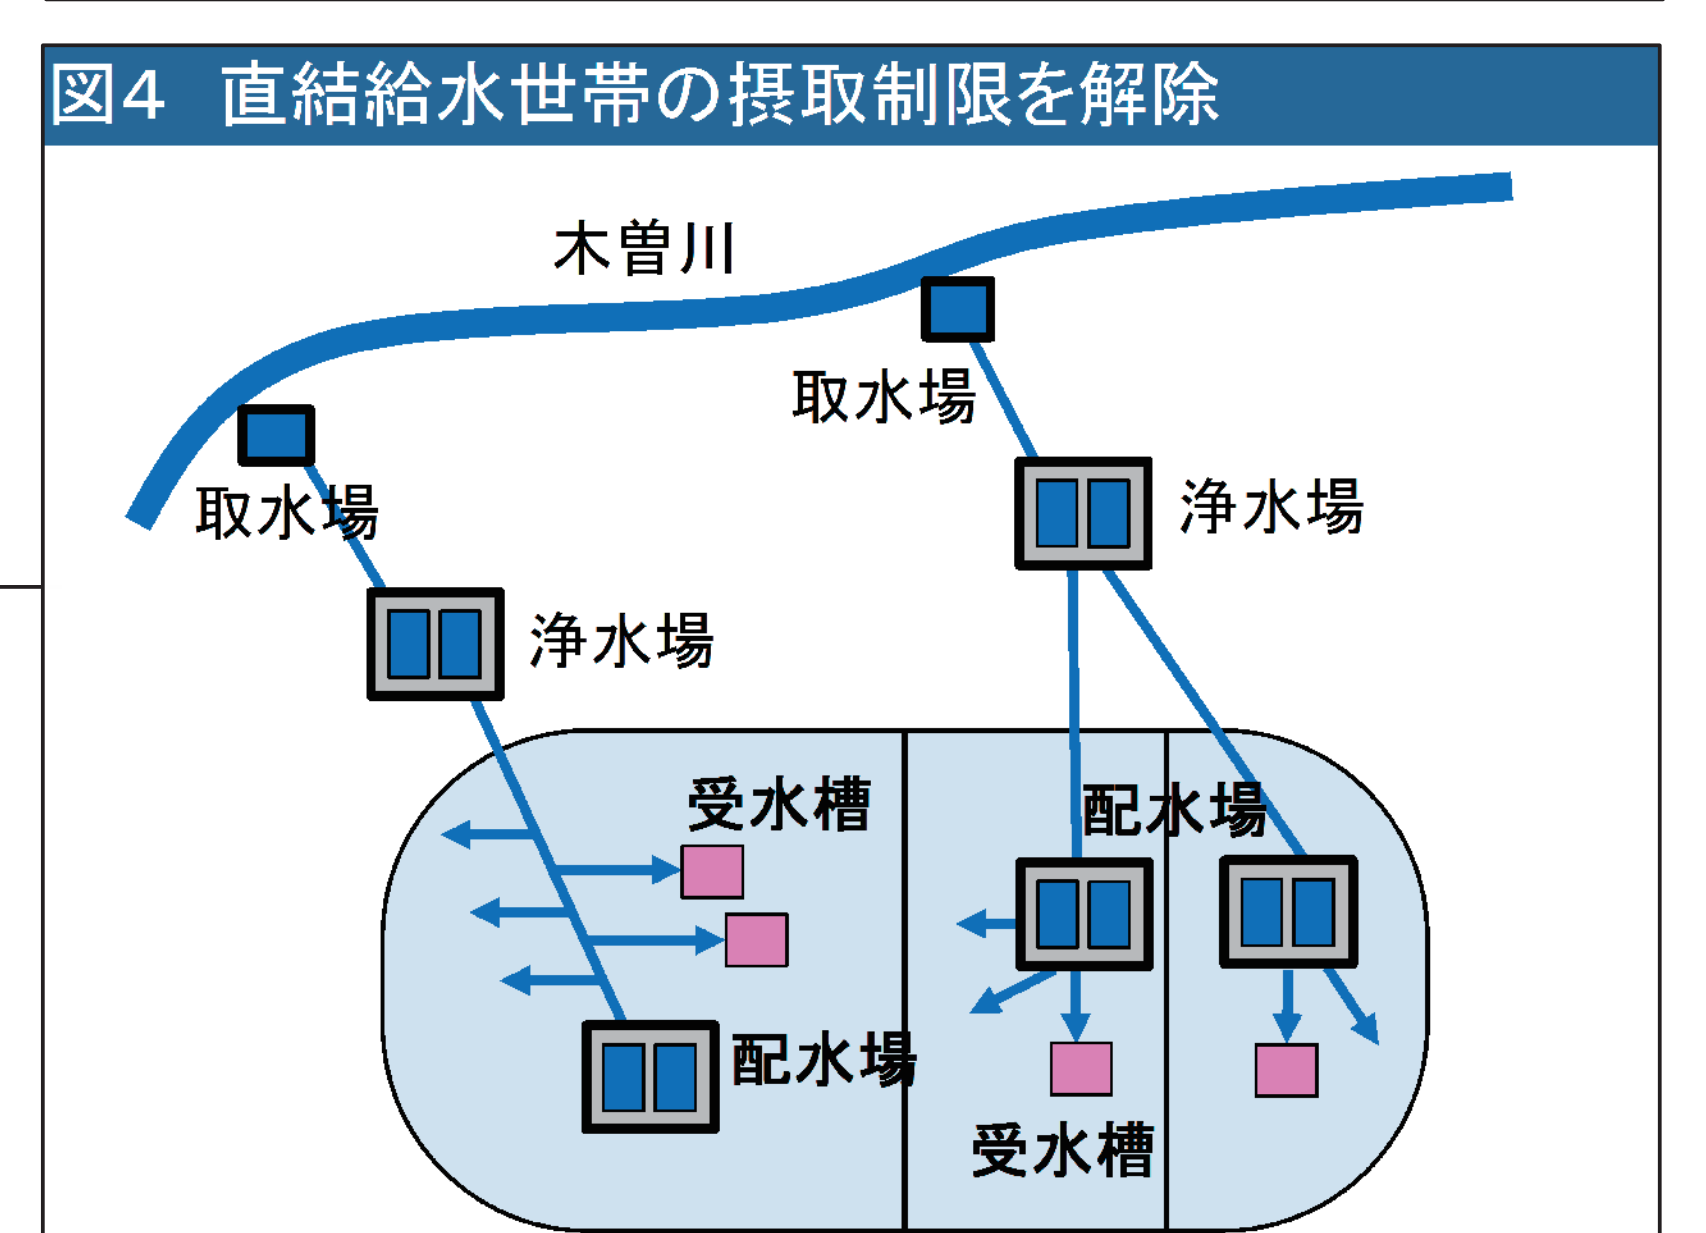 図4 直結給水世帯の摂取制限を解除
木曽川
取水場
取水場
浄水場
浄水場
受水槽
配水場
配水場
受水槽